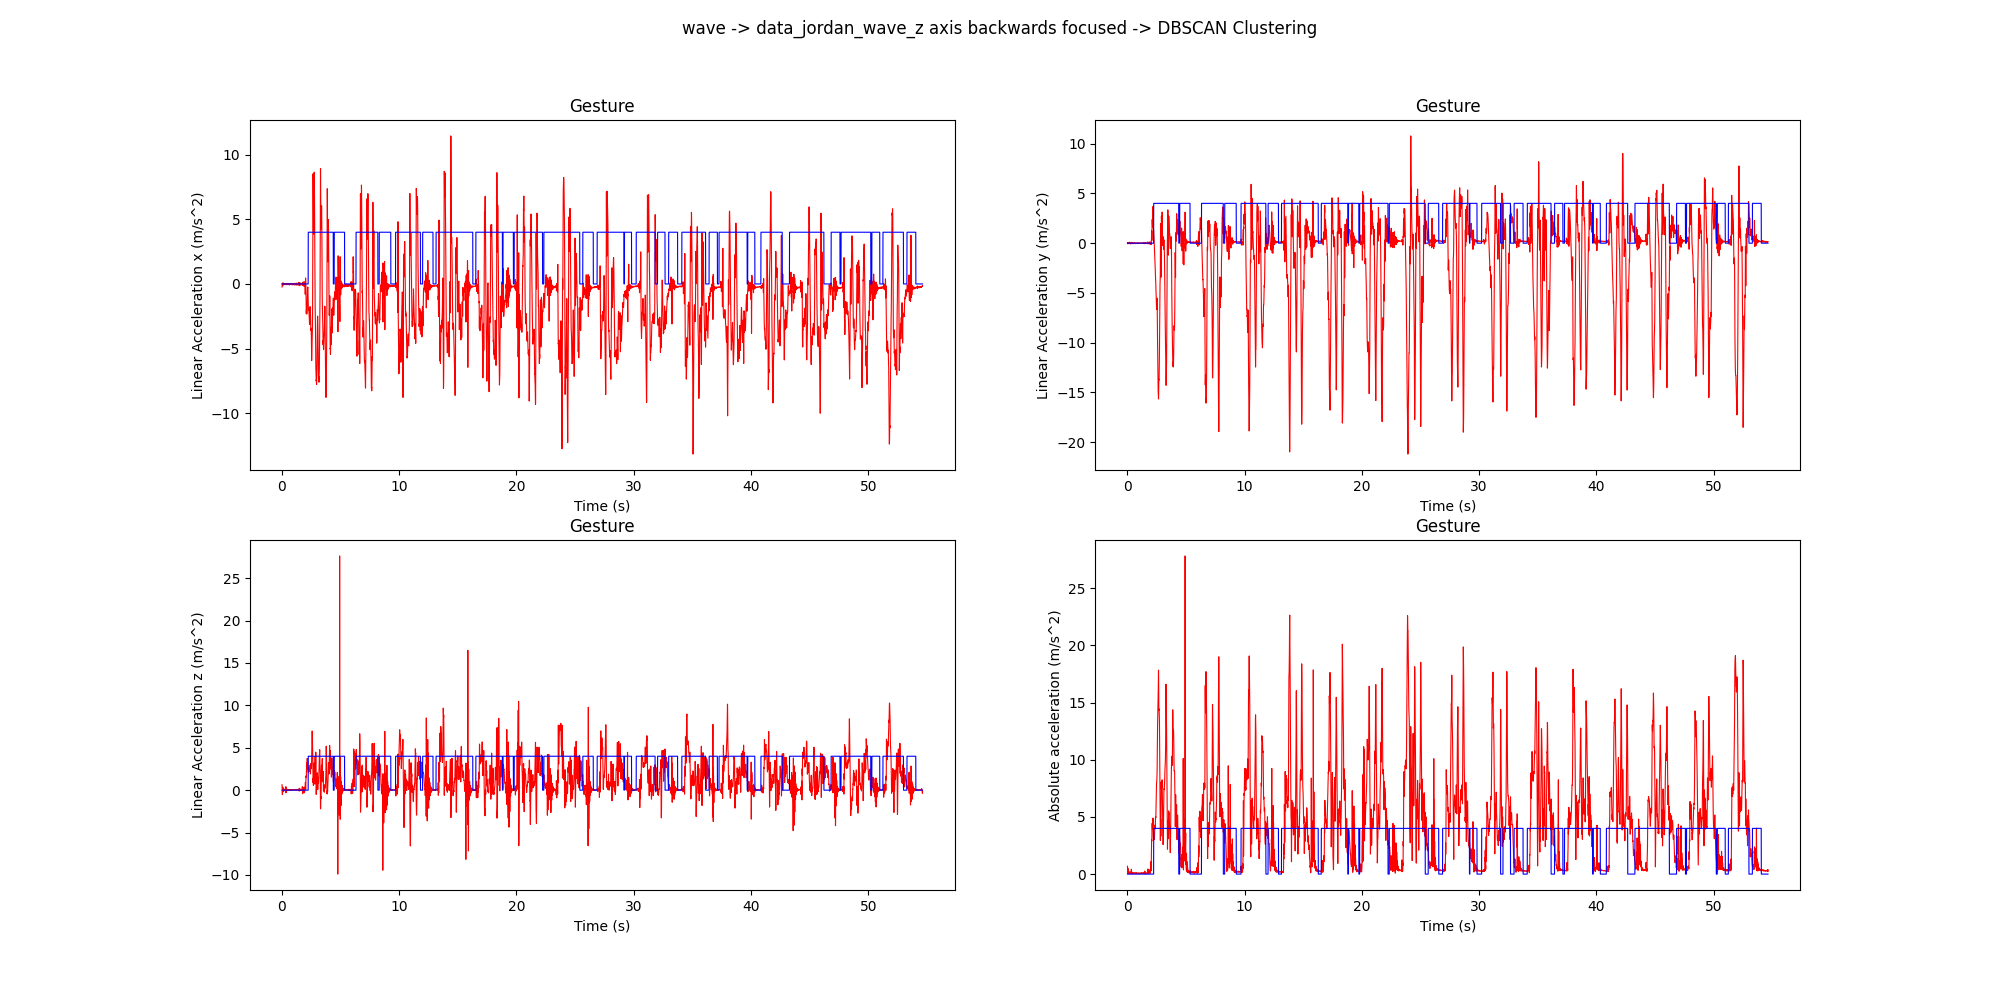 wave -> data_jordan_wave_z axis backwards focused -> DBSCAN Clustering
Gesture
Linear Acceleration x (m/s^2)
10
5
0
−5
−10
0 10 20 30 40 50
Time (s)
Gesture
Linear Acceleration y (m/s^2)
10
5
0
−5
−10
−15
−20
0 10 20 30 40 50
Time (s)
Gesture
Linear Acceleration z (m/s^2)
25
20
15
10
5
0
−5
−10
0 10 20 30 40 50
Time (s)
Gesture
Absolute acceleration (m/s^2)
25
20
15
10
5
0
0 10 20 30 40 50
Time (s)